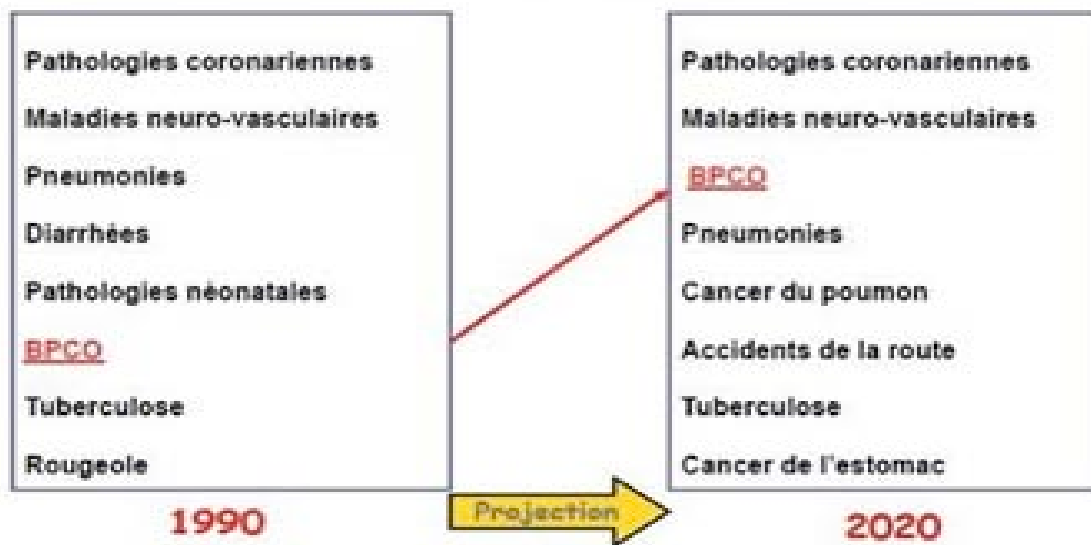 Pathologies coronariennes
Maladies neuro-vasculaires
Pneumonies
Diarrhées
Pathologies néonatales
BPCO
Tuberculose
Rougeole
1990
Projection
Pathologies coronariennes
Maladies neuro-vasculaires
BPCO
Pneumonies
Cancer du poumon
Accidents de la route
Tuberculose
Cancer de l'estomac
2020